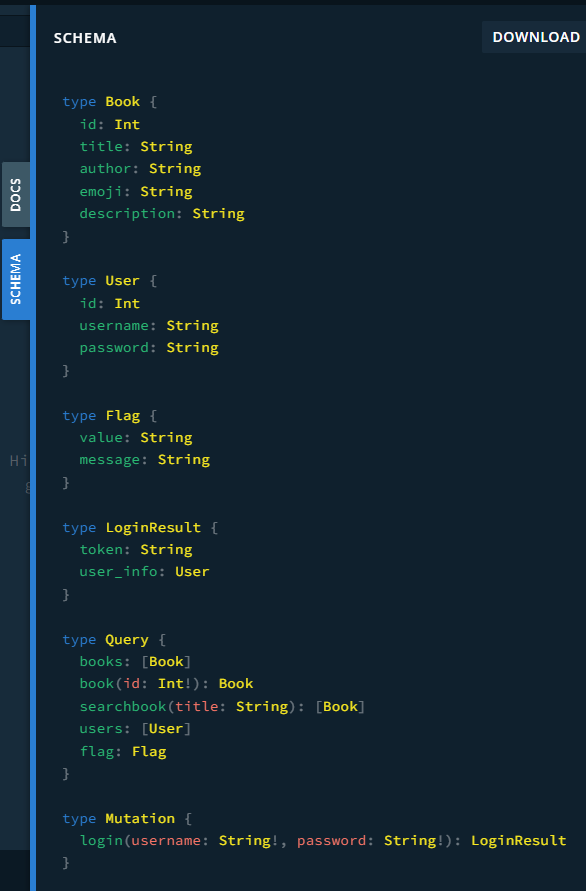 SCHEMA
DOWNLOAD
type Book {
id: Int
title: String
author: String
emoji: String
description: String
}
DOCS
SCHEMA
type User {
id: Int
username: String
password: String
}
type Flag {
value: String
message: String
}
Hi
type LoginResult {
token: String
user_info: User
}
type Query {
books: [Book]
book(id: Int!): Book
searchbook(title: String): [Book]
users: [User]
flag: Flag
}
type Mutation {
login(username: String!, password: String!): LoginResult
}